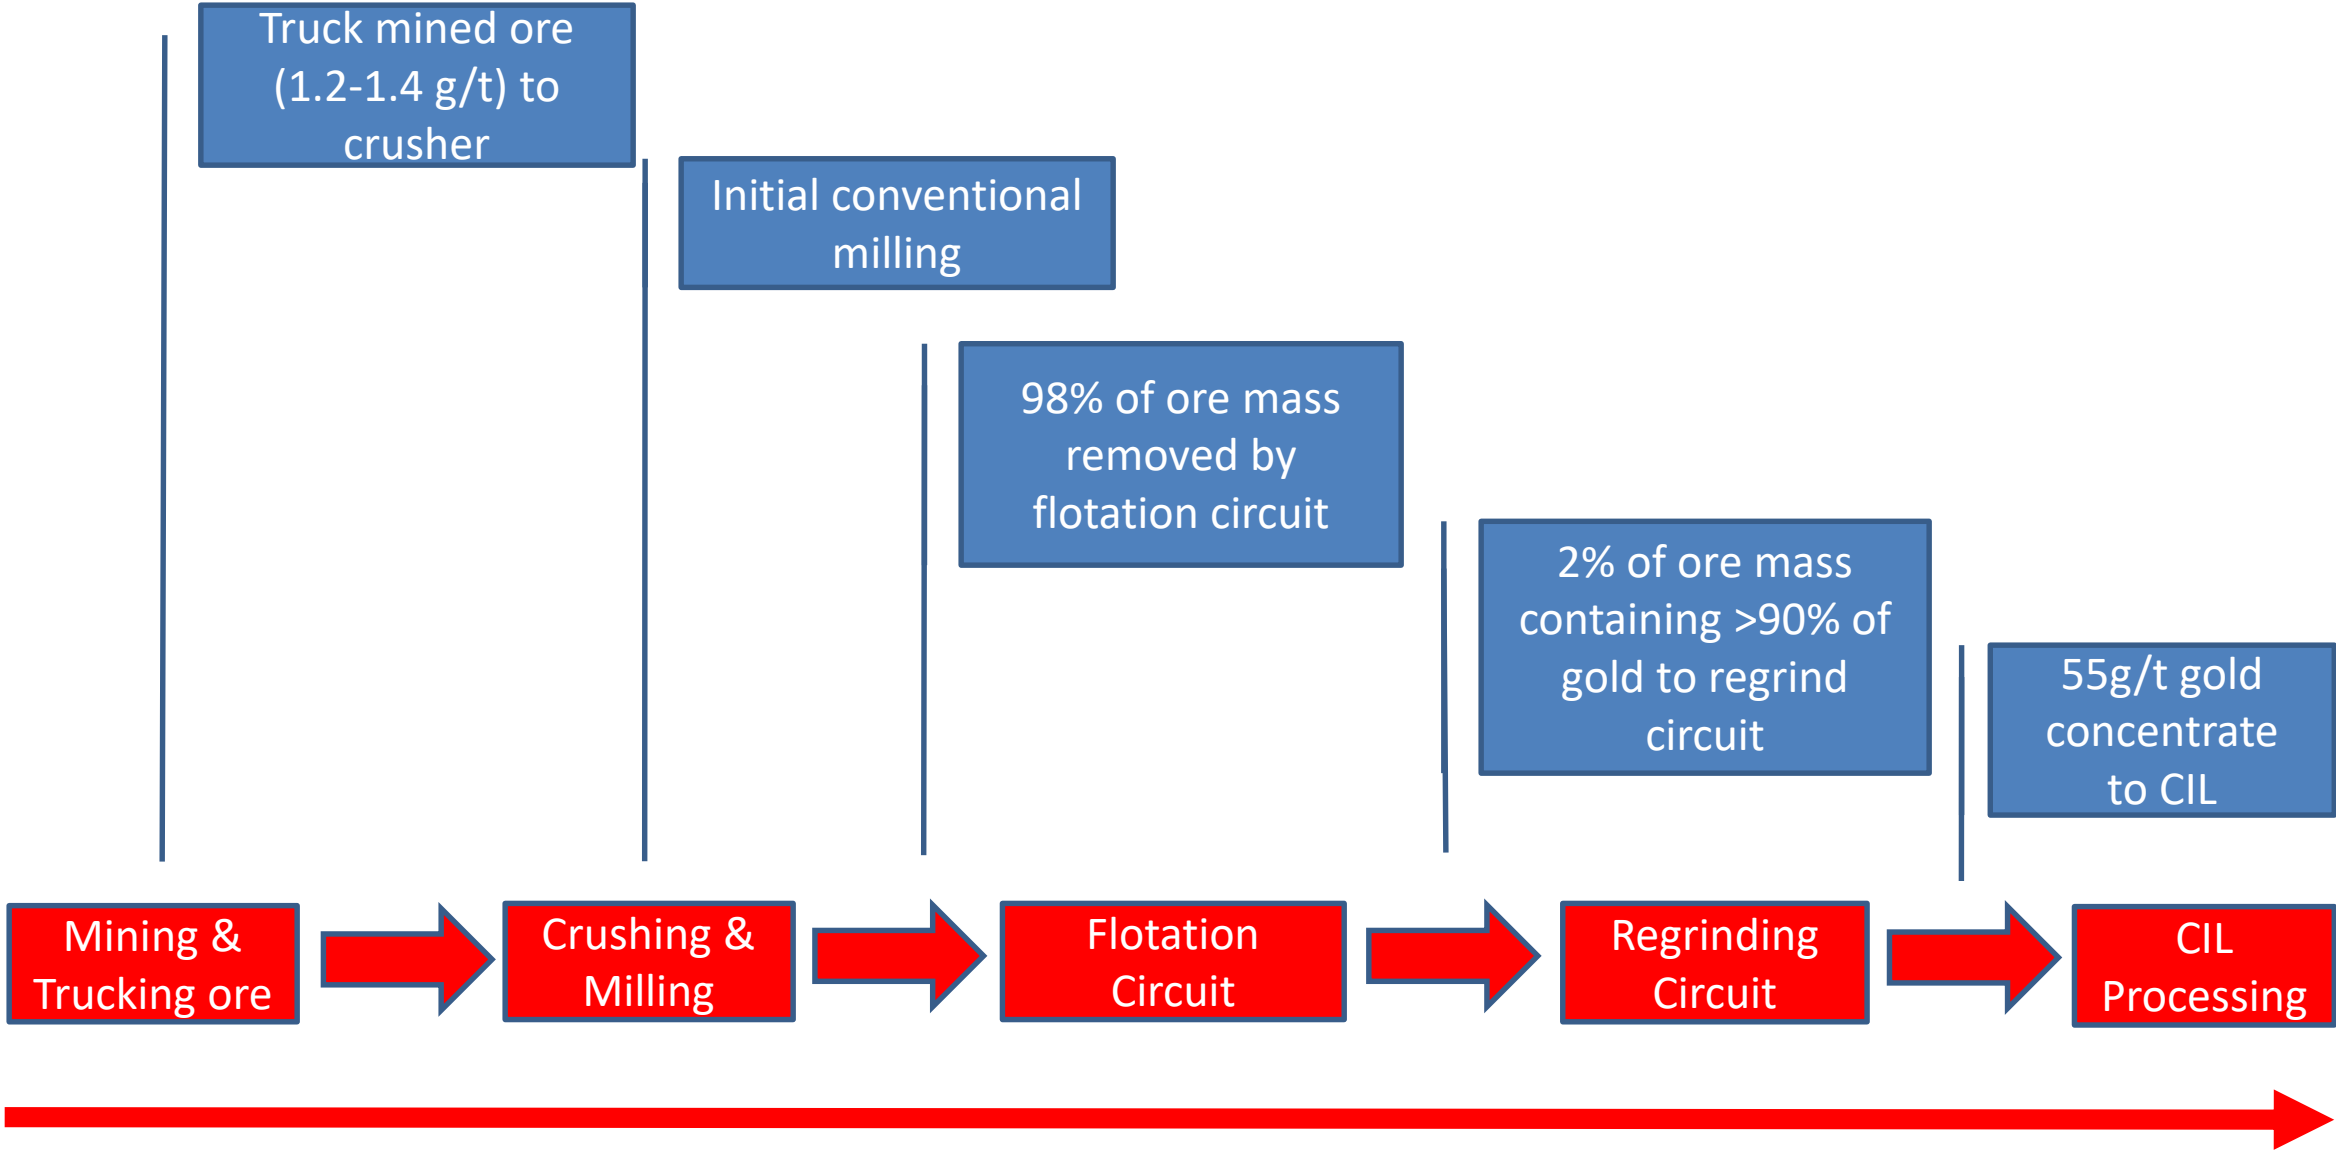 Truck mined ore
(1.2-1.4 g/t) to
crusher
Initial conventional
milling
98% of ore mass
removed by
flotation circuit
2% of ore mass
containing >90% of
gold to regrind
circuit
55g/t gold
concentrate
to CIL
Mining &
Trucking ore
Crushing &
Milling
Flotation
Circuit
Regrinding
Circuit
CIL
Processing